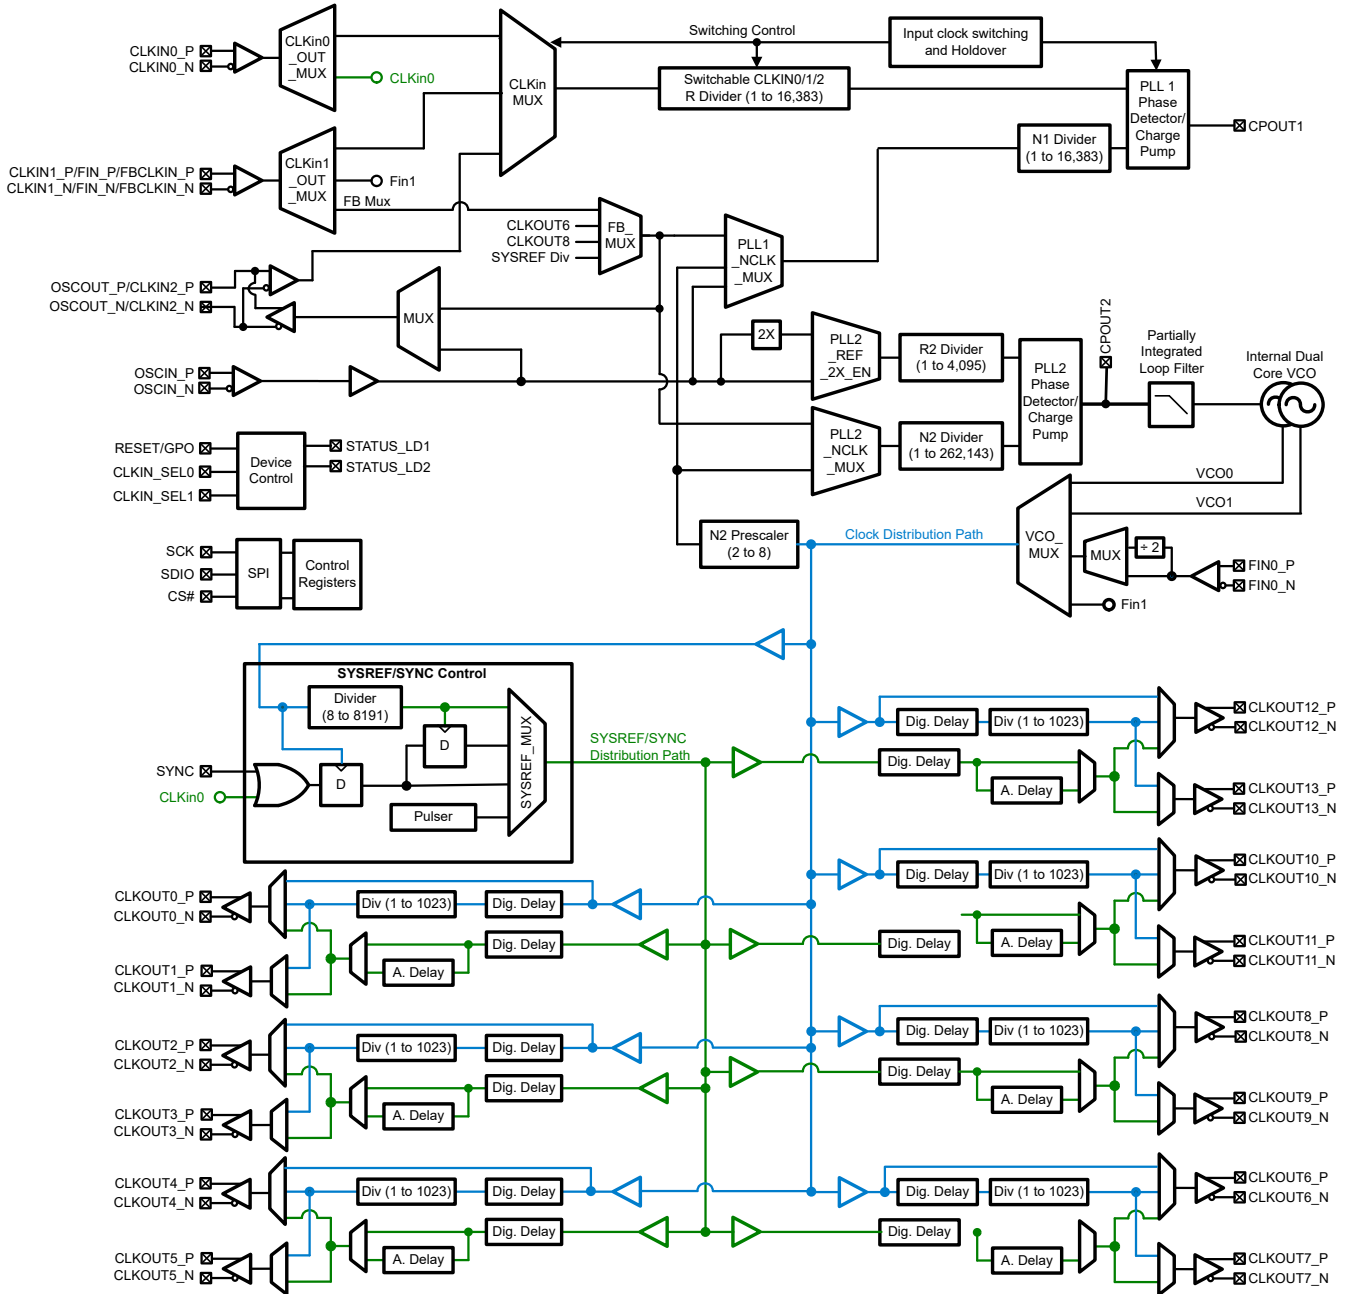 CLKIN0_P
CLKIN0_N
CLKin0
_OUT
_MUX
CLKin0
CLKin
MUX
Switching Control
Input clock switching
and Holdover
Switchable CLKIN0/1/2
R Divider (1 to 16,383)
PLL 1
Phase
Detector/
Charge
Pump
CPOUT1
N1 Divider
(1 to 16,383)
CLKIN1_P/FIN_P/FBCLKIN_P
CLKIN1_N/FIN_N/FBCLKIN_N
CLKin1
_OUT
_MUX
Fin1
FB Mux
CLKOUT6
CLKOUT8
SYSREF Div
FB_
MUX
PLL1
_NCLK
_MUX
OSCOUT_P/CLKIN2_P
OSCOUT_N/CLKIN2_N
MUX
OSCIN_P
OSCIN_N
2X
PLL2
_REF
_2X_EN
R2 Divider
(1 to 4,095)
PLL2
Phase
Detector/
Charge
Pump
CPOUT2
Partially
Integrated
Loop Filter
Internal Dual
Core VCO
PLL2
_NCLK
_MUX
N2 Divider
(1 to 262,143)
RESET/GPO
CLKIN_SEL0
CLKIN_SEL1
Device
Control
STATUS_LD1
STATUS_LD2
VCO0
VCO1
N2 Prescaler
(2 to 8)
Clock Distribution Path
VCO_
MUX
MUX
÷ 2
FIN0_P
FIN0_N
Fin1
SCK
SDIO
CS#
SPI
Control
Registers
SYSREF/SYNC Control
Divider
(8 to 8191)
D
SYSREF_MUX
SYNC
CLKin0
D
Pulser
SYSREF/SYNC
Distribution Path
Dig. Delay
Div (1 to 1023)
CLKOUT12_P
CLKOUT12_N
Dig. Delay
A. Delay
CLKOUT13_P
CLKOUT13_N
Dig. Delay
Div (1 to 1023)
CLKOUT10_P
CLKOUT10_N
Dig. Delay
A. Delay
CLKOUT11_P
CLKOUT11_N
CLKOUT0_P
CLKOUT0_N
Div (1 to 1023)
Dig. Delay
CLKOUT1_P
CLKOUT1_N
A. Delay
Dig. Delay
Dig. Delay
Div (1 to 1023)
CLKOUT8_P
CLKOUT8_N
Dig. Delay
A. Delay
CLKOUT9_P
CLKOUT9_N
CLKOUT2_P
CLKOUT2_N
Div (1 to 1023)
Dig. Delay
CLKOUT3_P
CLKOUT3_N
A. Delay
Dig. Delay
CLKOUT4_P
CLKOUT4_N
Div (1 to 1023)
Dig. Delay
CLKOUT5_P
CLKOUT5_N
A. Delay
Dig. Delay
Dig. Delay
Div (1 to 1023)
CLKOUT6_P
CLKOUT6_N
Dig. Delay
A. Delay
CLKOUT7_P
CLKOUT7_N